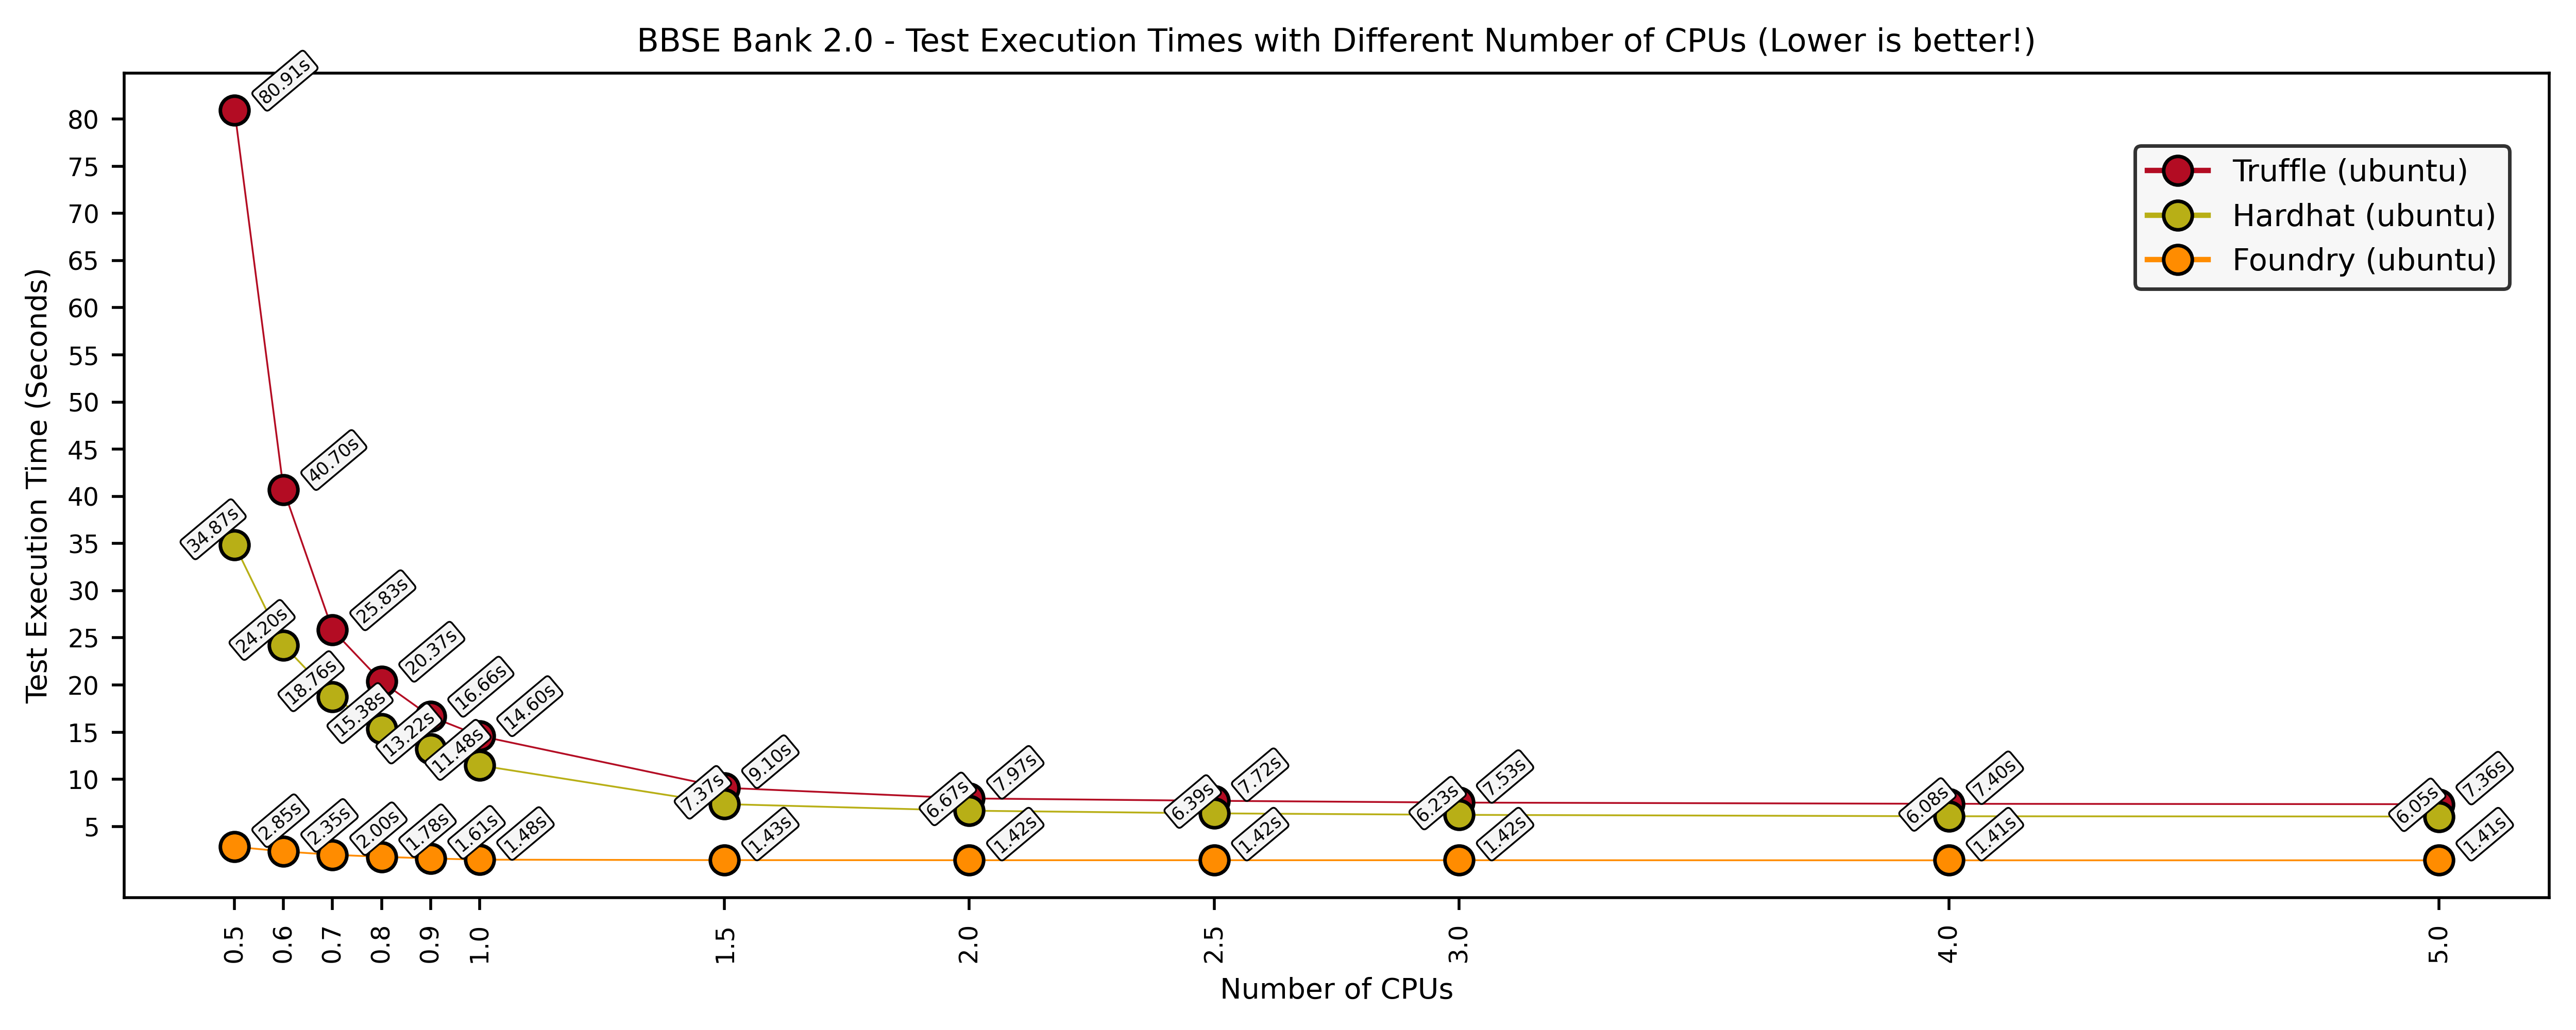 BBSE Bank 2.0 - Test Execution Times with Different Number of CPUs (Lower is better!)
Test Execution Time (Seconds)
80
75
70
65
60
55
50
45
40
35
30
25
20
15
10
5
Truffle (ubuntu)
Hardhat (ubuntu)
Foundry (ubuntu)
80.91s
40.70s
25.83s
20.37s
16.66s
14.60s
9.10s
7.97s
7.72s
7.53s
7.40s
7.36s
34.87s
24.20s
18.76s
15.38s
13.22s
11.48s
7.37s
6.67s
6.39s
6.23s
6.08s
6.05s
2.85s
2.35s
2.00s
1.78s
1.61s
1.48s
1.43s
1.42s
1.42s
1.42s
1.41s
1.41s
0.5
0.6
0.7
0.8
0.9
1.0
1.5
2.0
2.5
3.0
4.0
5.0
Number of CPUs